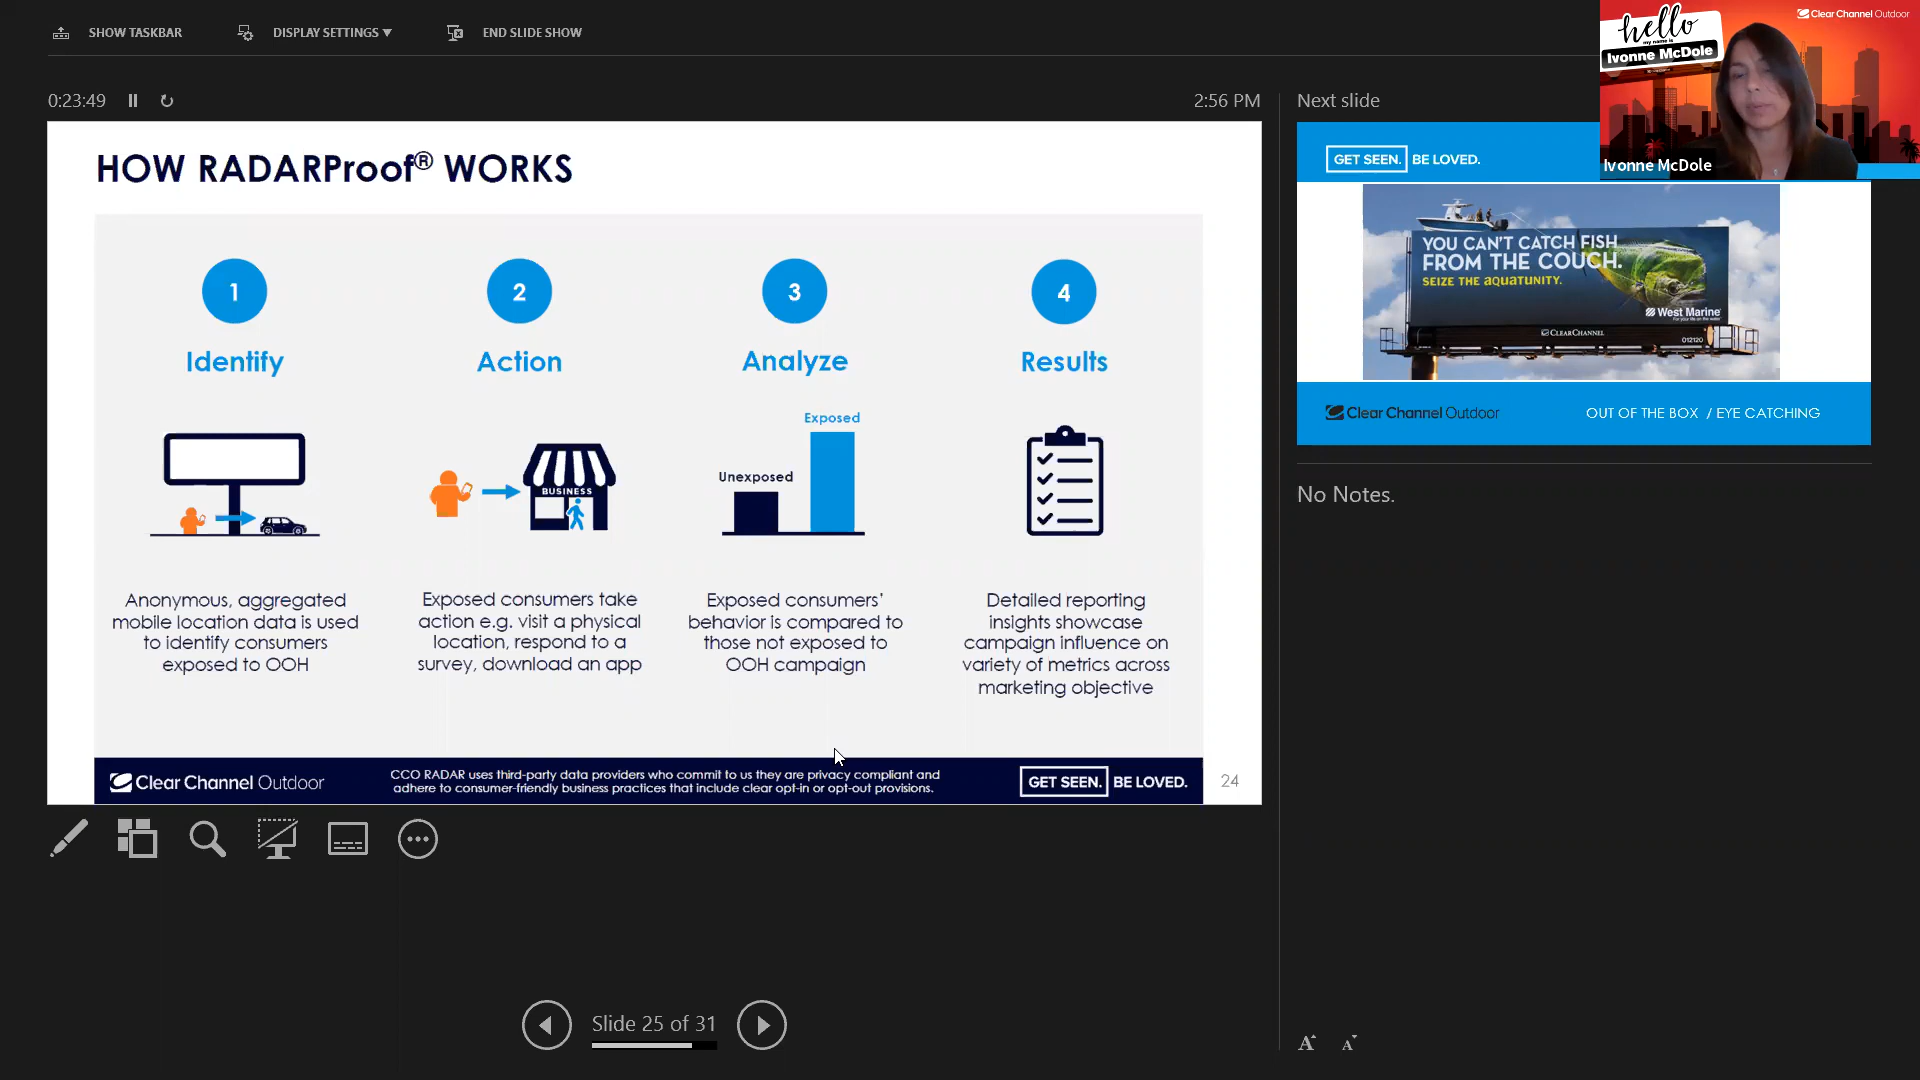 SHOW TASKBAR
DISPLAY SETTINGS ▼
END SLIDE SHOW
hello
my name is
Ivonne McDole
Clear Channel Outdoor
Ivonne McDole
0:23:49
2:56 PM
Next slide
HOW RADARProof® WORKS
1
2
3
4
Identify
Action
Analyze
Results
Exposed
Unexposed
BUSINESS
Anonymous, aggregated
mobile location data is used
to identify consumers
exposed to OOH
Exposed consumers take
action e.g. visit a physical
location, respond to a
survey, download an app
Exposed consumers'
behavior is compared to
those not exposed to
OOH campaign
Detailed reporting
insights showcase
campaign influence on
variety of metrics across
marketing objective
Clear Channel Outdoor
CCO RADAR uses third-party data providers who commit to us they are privacy compliant and
adhere to consumer-friendly business practices that include clear opt-in or opt-out provisions.
GET SEEN. BE LOVED.
24
GET SEEN. BE LOVED.
YOU CAN'T CATCH FISH
FROM THE COUCH.
SEIZE THE AQUATUNITY.
West Marine
For your life on the water
CLEARCHANNEL
012120
Clear Channel Outdoor
OUT OF THE BOX / EYE CATCHING
No Notes.
Slide 25 of 31
A A